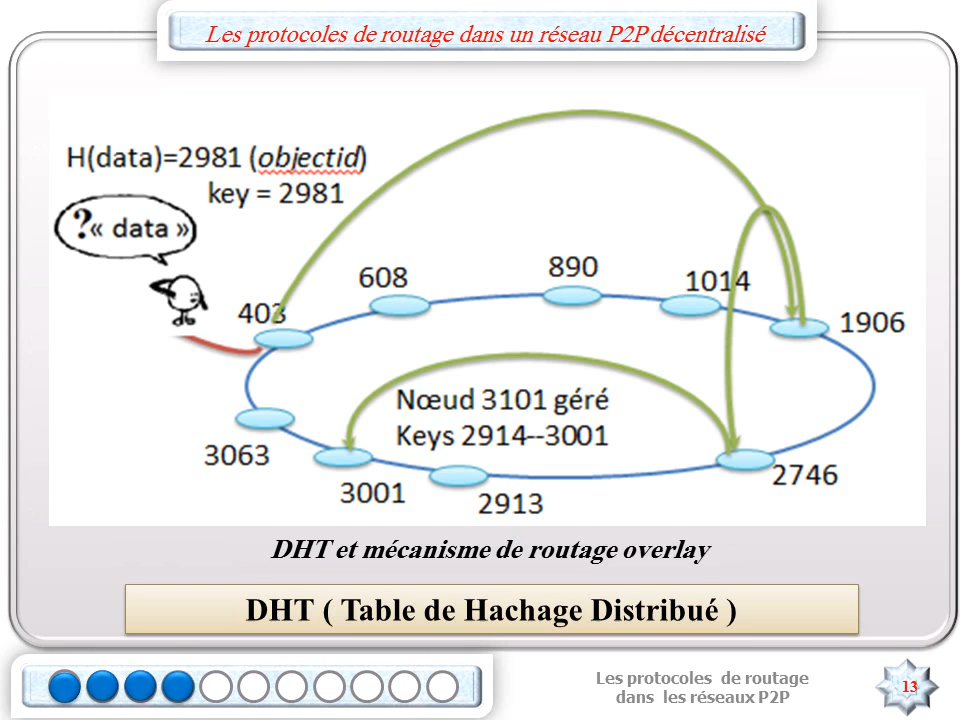 Les protocoles de routage dans un réseau P2P décentralisé
H(data)=2981 (objectid)
key = 2981
?« data »
403
608
890
1014
1906
Nœud 3101 géré
Keys 2914--3001
3063
3001
2913
2746
DHT et mécanisme de routage overlay
DHT ( Table de Hachage Distribué )
Les protocoles de routage
dans les réseaux P2P
13